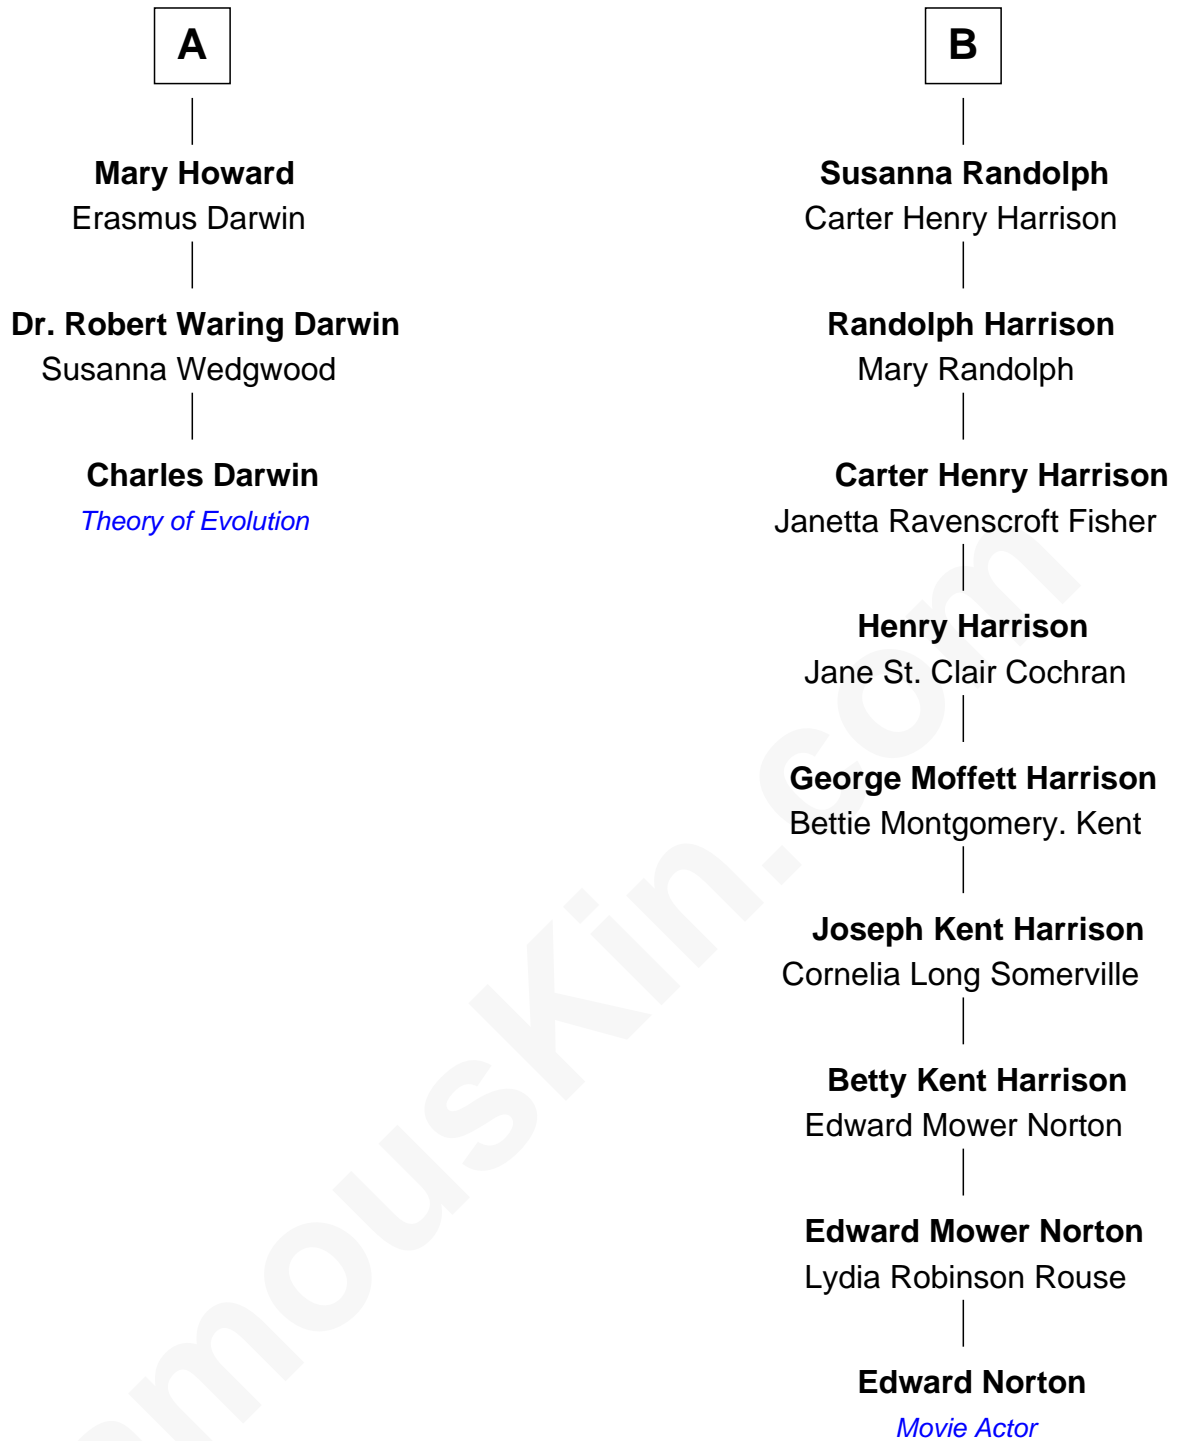 A
Mary Howard
Erasmus Darwin
Dr. Robert Waring Darwin
Susanna Wedgwood
Charles Darwin
Theory of Evolution
B
Susanna Randolph
Carter Henry Harrison
Randolph Harrison
Mary Randolph
Carter Henry Harrison
Janetta Ravenscroft Fisher
Henry Harrison
Jane St. Clair Cochran
George Moffett Harrison
Bettie Montgomery. Kent
Joseph Kent Harrison
Cornelia Long Somerville
Betty Kent Harrison
Edward Mower Norton
Edward Mower Norton
Lydia Robinson Rouse
Edward Norton
Movie Actor
mouskin.com